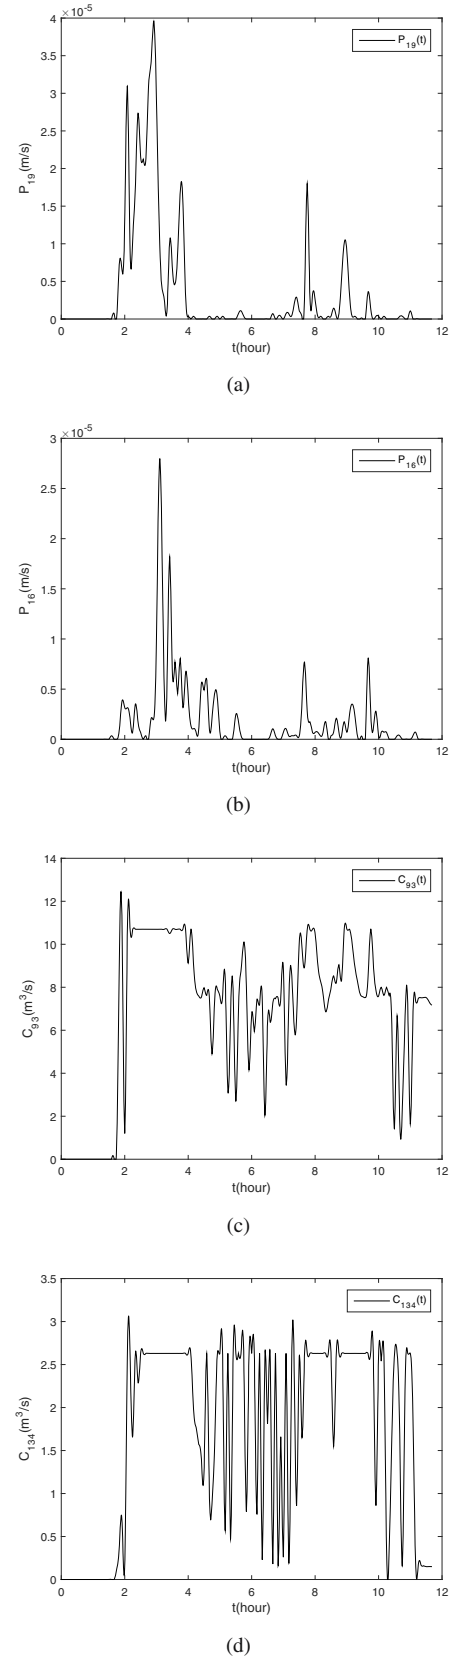 ×10⁻⁵
4
3.5
3
2.5
2
1.5
1
0.5
0
P₁₉(m/s)
P₁₉(t)
0 2 4 6 8 10 12
t(hour)
(a)
×10⁻⁵
3
2.5
2
1.5
1
0.5
0
P₁₆(m/s)
P₁₆(t)
0 2 4 6 8 10 12
t(hour)
(b)
14
12
10
8
6
4
2
0
C₉₃(m³/s)
C₉₃(t)
0 2 4 6 8 10 12
t(hour)
(c)
3.5
3
2.5
2
1.5
1
0.5
0
C₁₃₄(m³/s)
C₁₃₄(t)
0 2 4 6 8 10 12
t(hour)
(d)